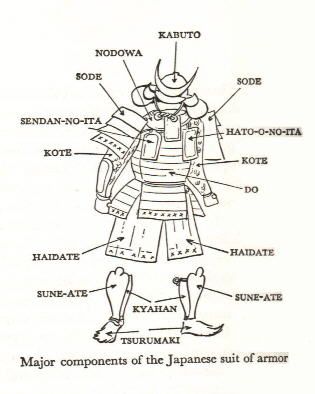 KABUTO
NODOWA
SODE
SODE
SENDAN-NO-ITA
HATO-O-NO-ITA
KOTE
KOTE
DO
HAIDATE
HAIDATE
SUNE-ATE
SUNE-ATE
KYAHAN
TSURUMAKI
Major components of the Japanese suit of armor